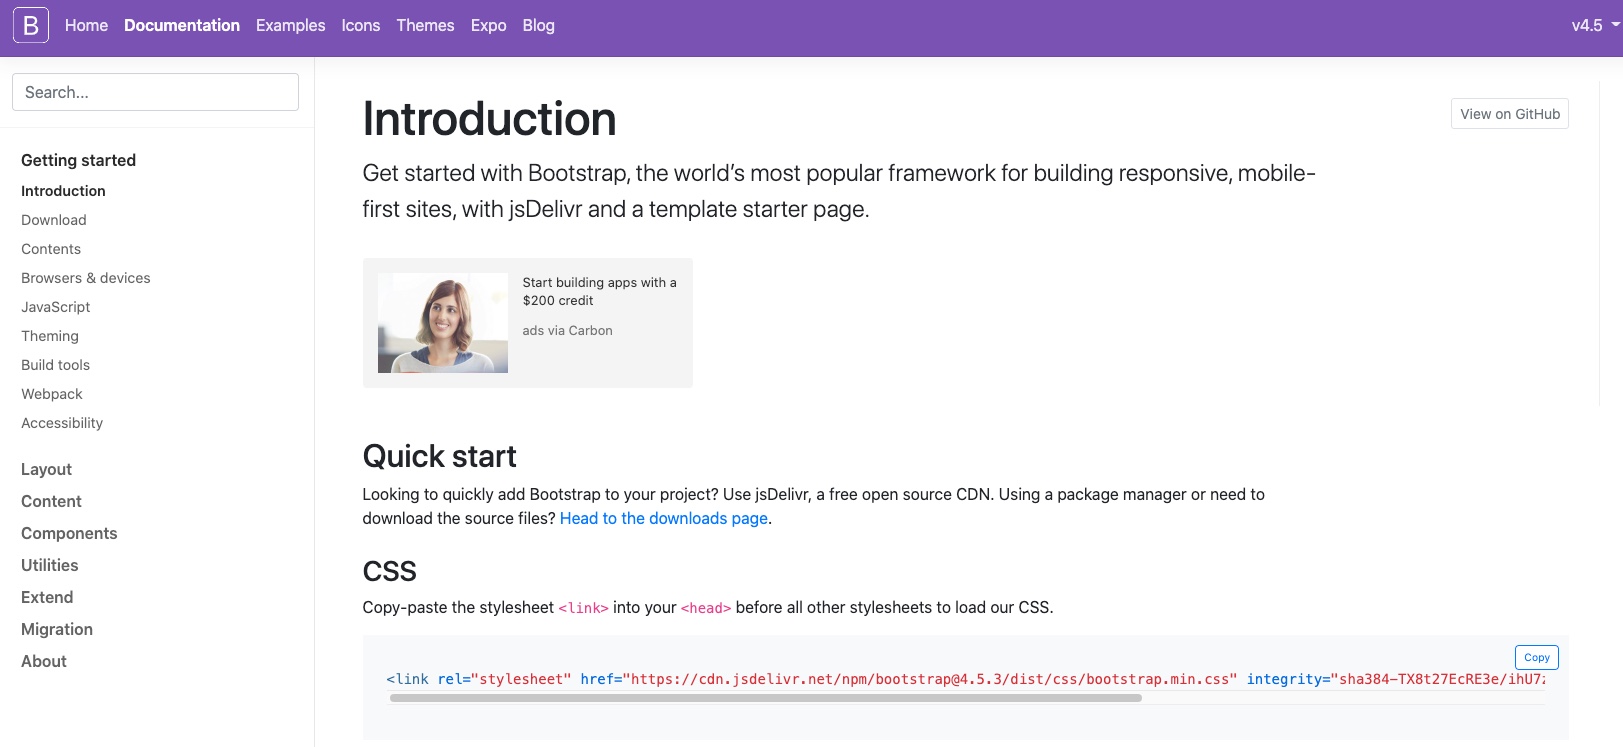 B Home Documentation Examples Icons Themes Expo Blog v4.5
Search...
Getting started
Introduction
Download
Contents
Browsers & devices
JavaScript
Theming
Build tools
Webpack
Accessibility
Layout
Content
Components
Utilities
Extend
Migration
About
Introduction
View on GitHub
Get started with Bootstrap, the world’s most popular framework for building responsive, mobile-
first sites, with jsDelivr and a template starter page.
Start building apps with a
$200 credit
ads via Carbon
Quick start
Looking to quickly add Bootstrap to your project? Use jsDelivr, a free open source CDN. Using a package manager or need to
download the source files? Head to the downloads page.
CSS
Copy-paste the stylesheet <link> into your <head> before all other stylesheets to load our CSS.
Copy
<link rel="stylesheet" href="https://cdn.jsdelivr.net/npm/bootstrap@4.5.3/dist/css/bootstrap.min.css" integrity="sha384-TX8t27EcRE3e/ihU7z